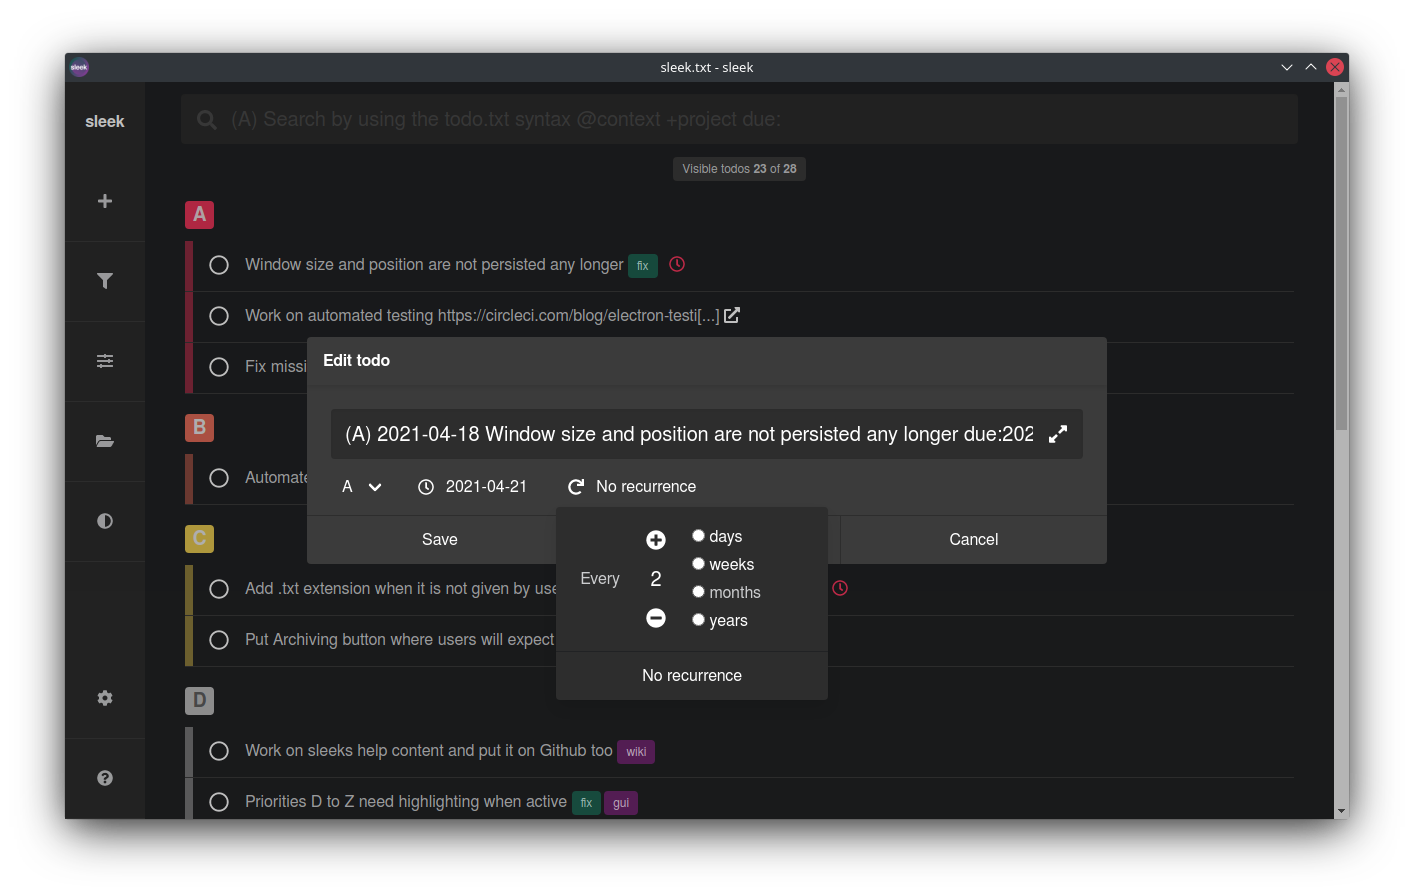 sleek
sleek.txt - sleek
sleek
(A) Search by using the todo.txt syntax @context +project due:
Visible todos 23 of 28
A
Window size and position are not persisted any longer fix
Work on automated testing https://circleci.com/blog/electron-testi[...]
Fix missi
Edit todo
(A) 2021-04-18 Window size and position are not persisted any longer due:202
A 2021-04-21 No recurrence
Save Cancel
Every 2
days
weeks
months
years
No recurrence
B
Automate
C
Add .txt extension when it is not given by use
Put Archiving button where users will expect
D
Work on sleeks help content and put it on Github too wiki
Priorities D to Z need highlighting when active fix gui